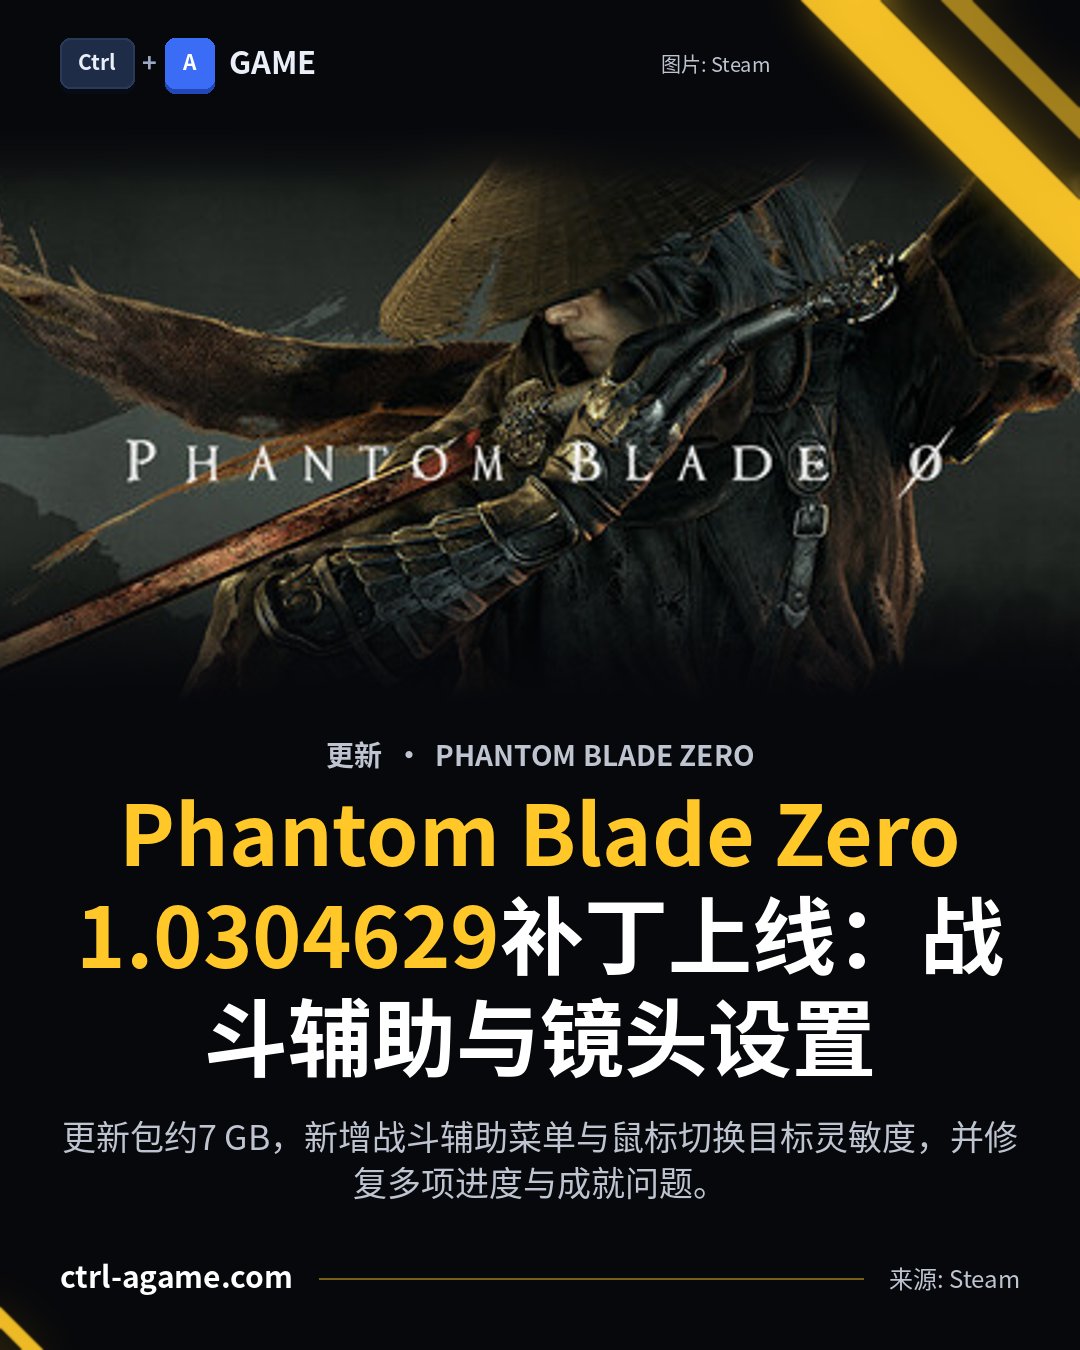 Ctrl + A GAME
图片: Steam
PHANTOM BLADE 0
更新 · PHANTOM BLADE ZERO
Phantom Blade Zero
1.0304629补丁上线：战
斗辅助与镜头设置
更新包约7 GB，新增战斗辅助菜单与鼠标切换目标灵敏度，并修
复多项进度与成就问题。
ctrl-agame.com
来源: Steam